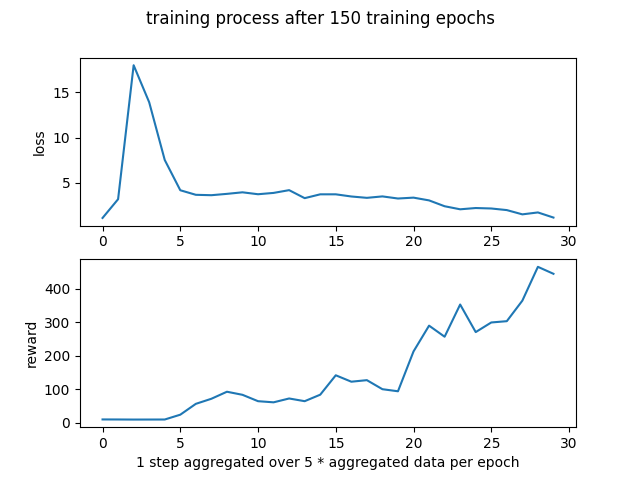 training process after 150 training epochs
15
10
5
loss
0 5 10 15 20 25 30
400
300
200
100
0
reward
0 5 10 15 20 25 30
1 step aggregated over 5 * aggregated data per epoch